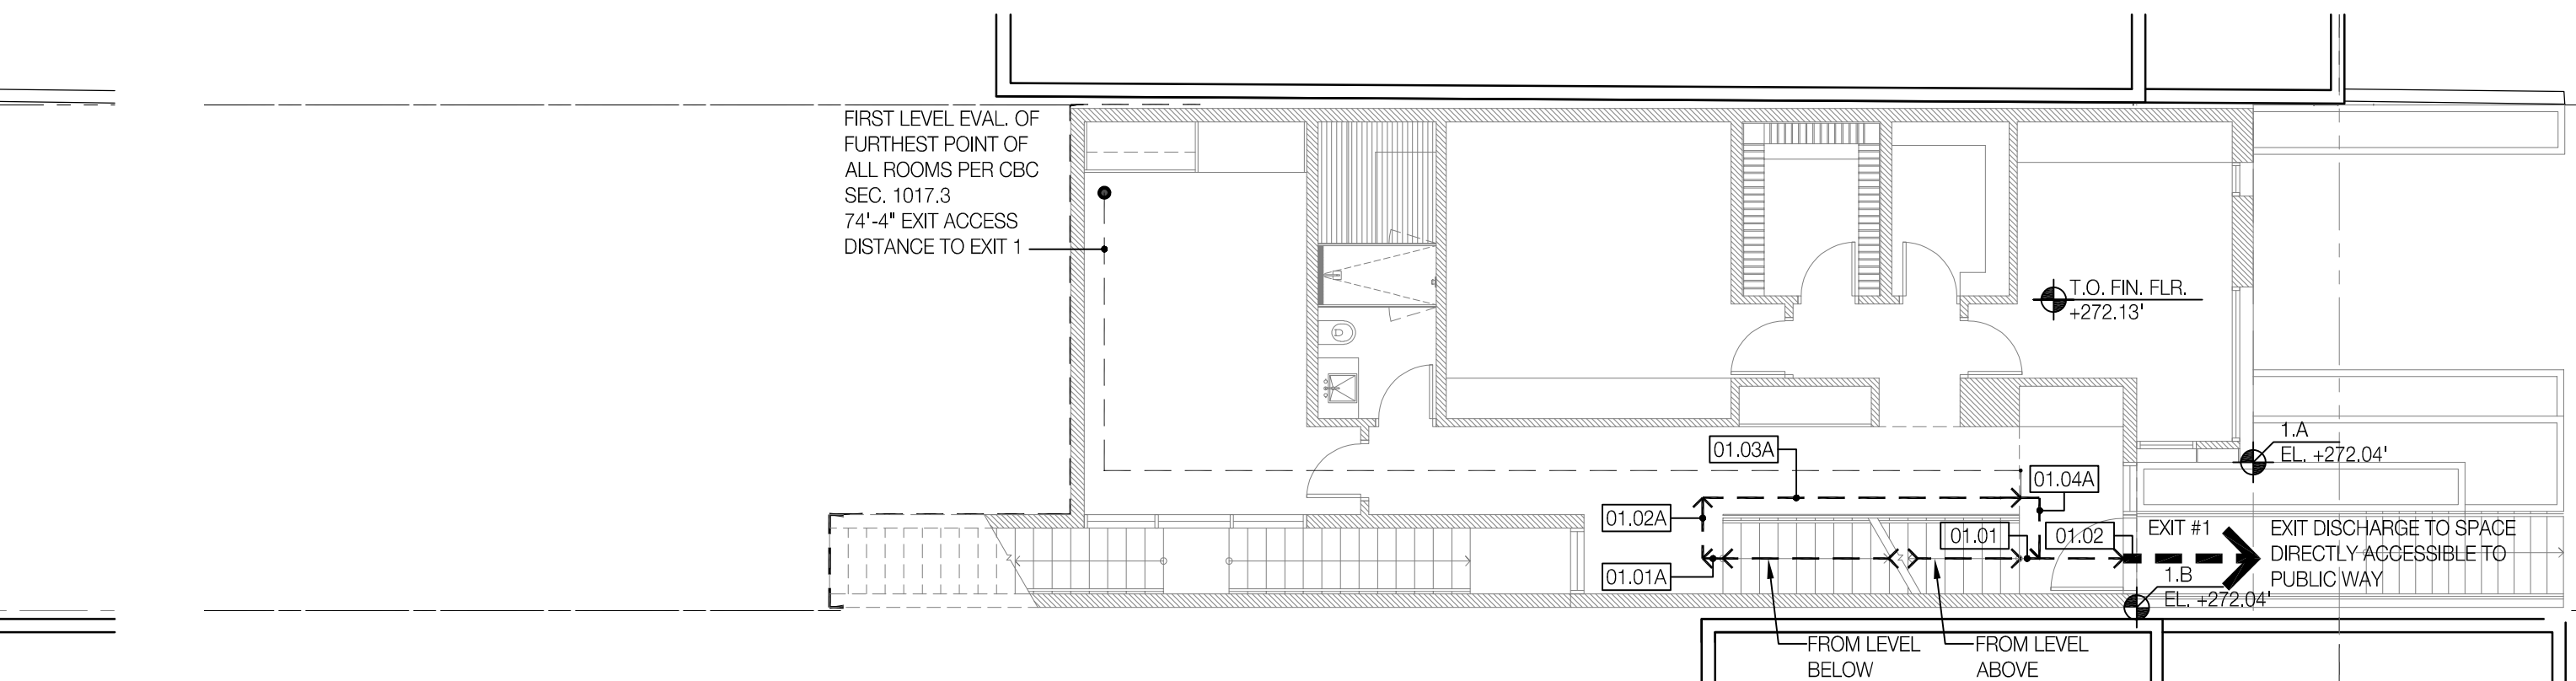 FIRST LEVEL EVAL. OF
FURTHEST POINT OF
ALL ROOMS PER CBC
SEC. 1017.3
74'-4" EXIT ACCESS
DISTANCE TO EXIT 1
T.O. FIN. FLR.
+272.13'
1.A
EL. +272.04'
01.03A
01.04A
01.02A
01.01
01.02
01.01A
EXIT #1
EXIT DISCHARGE TO SPACE
DIRECTLY ACCESSIBLE TO
PUBLIC WAY
1.B
EL. +272.04'
FROM LEVEL
BELOW
FROM LEVEL
ABOVE